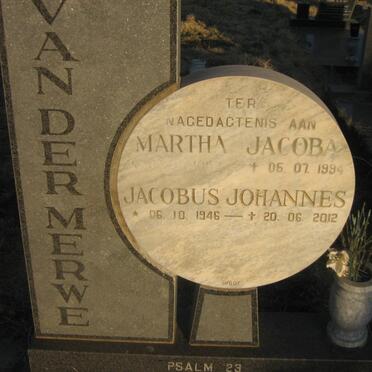 VAN DER MERWE
TER
NAGEDAGTENIS AAN
MARTHA JACOBA
✝ 06. 07. 1994
JACOBUS JOHANNES
* 06. 10. 1946 — ✝ 20. 06. 2012
PSALM 23